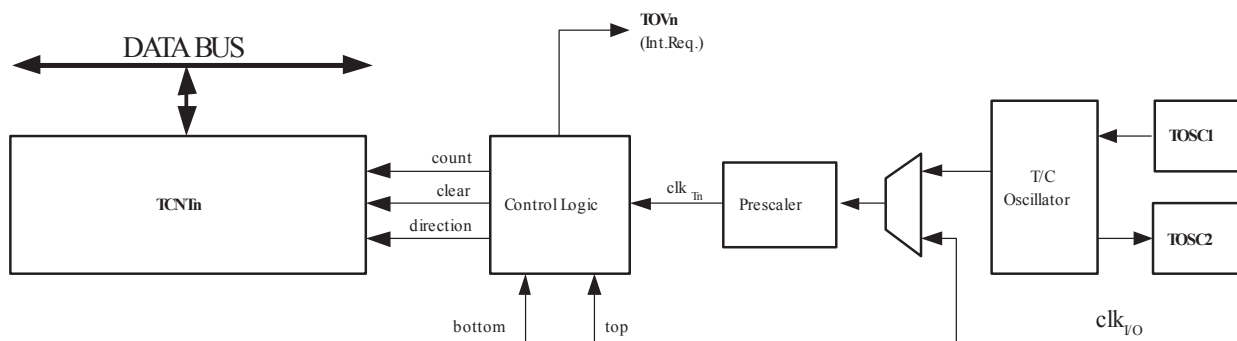 TOVn
(Int.Req.)
DATA BUS
TOSC1
count
T/C
Oscillator
clk Tn
TCNTn
clear
Control Logic
Prescaler
direction
TOSC2
bottom
top
clkI/O